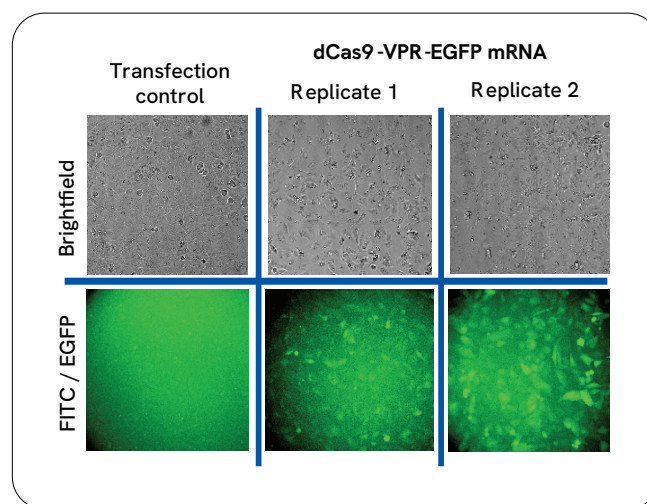 dCas9-VPR-EGFP mRNA
Transfection
control
Replicate 1
Replicate 2
Brightfield
FITC / EGFP